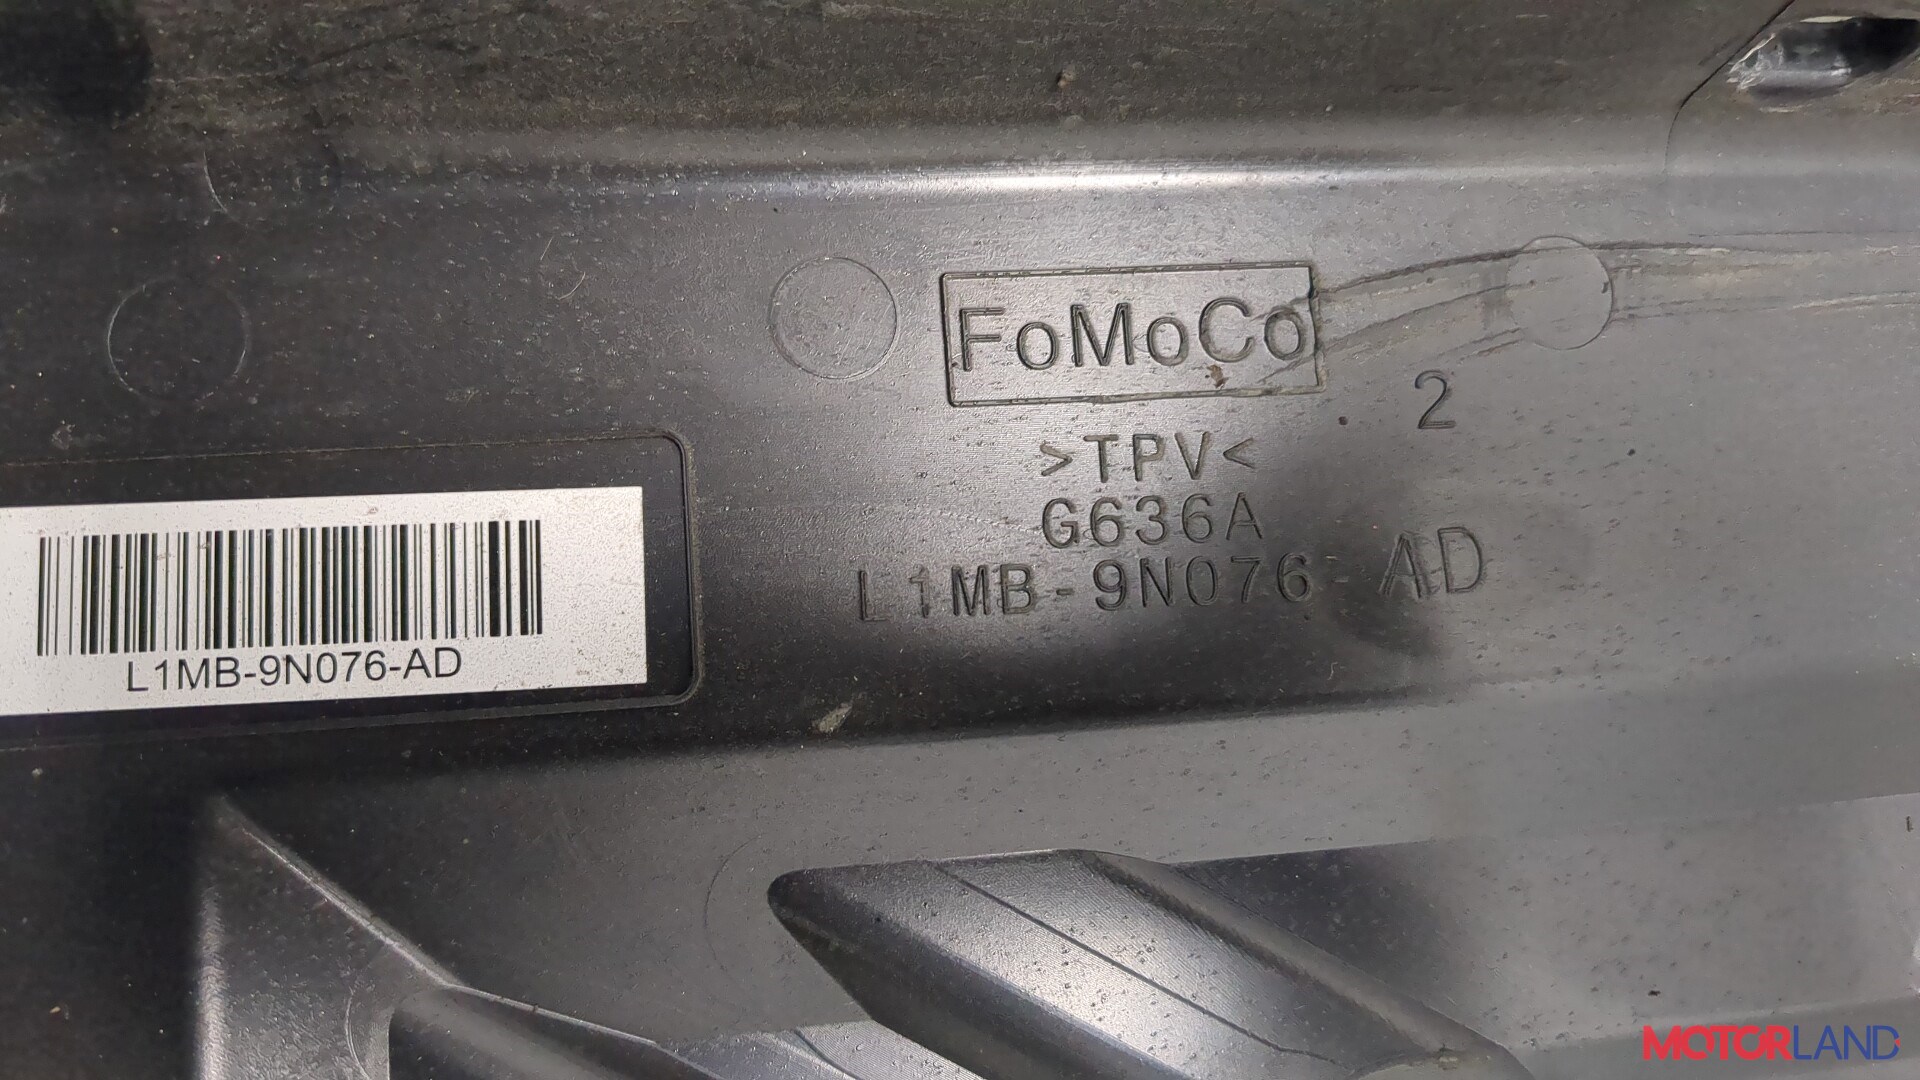 FoMoCo
2
>TPV<
G636A
L1MB-9N076-AD
L1MB-9N076-AD
MOTORLAND